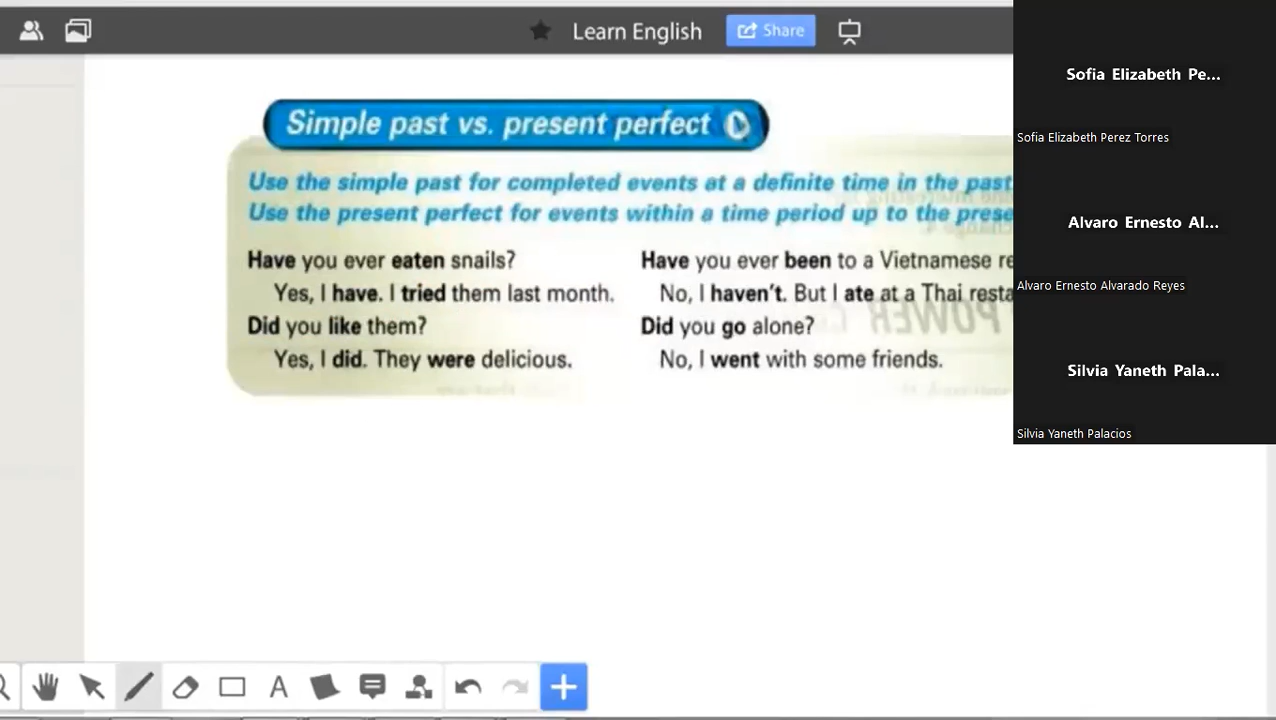 Learn English
Share
Simple past vs. present perfect
Use the simple past for completed events at a definite time in the past
Use the present perfect for events within a time period up to the prese
Have you ever eaten snails?
Yes, I have. I tried them last month.
Did you like them?
Yes, I did. They were delicious.
Have you ever been to a Vietnamese re
No, I haven't. But I ate at a Thai resta
Did you go alone?
No, I went with some friends.
POWER
Sofia Elizabeth Pe...
Sofia Elizabeth Perez Torres
Alvaro Ernesto Al...
Alvaro Ernesto Alvarado Reyes
Silvia Yaneth Pala...
Silvia Yaneth Palacios
A